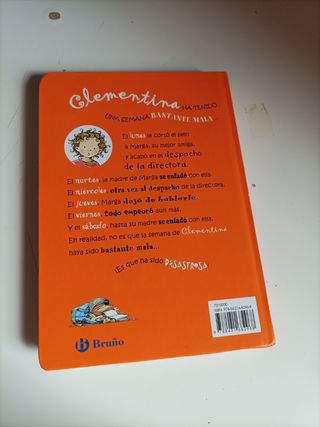 Clementina HA TENIDO
UNA SEMANA BASTANTE MALA...
El lunes le cortó el pelo
a Marga, su mejor amiga,
y acabó en el despacho
de la directora.
El martes, la madre de Marga se enfadó con ella.
El miércoles, otra vez al despacho de la directora.
El jueves, Marga dejó de hablarle.
El viernes, todo empeoró aún más.
Y el sábado, ¡hasta su madre se enfadó con ella.
En realidad, no es que la semana de Clementina
haya sido bastante mala...
¡Es que ha sido DESASTROSA
Bruño